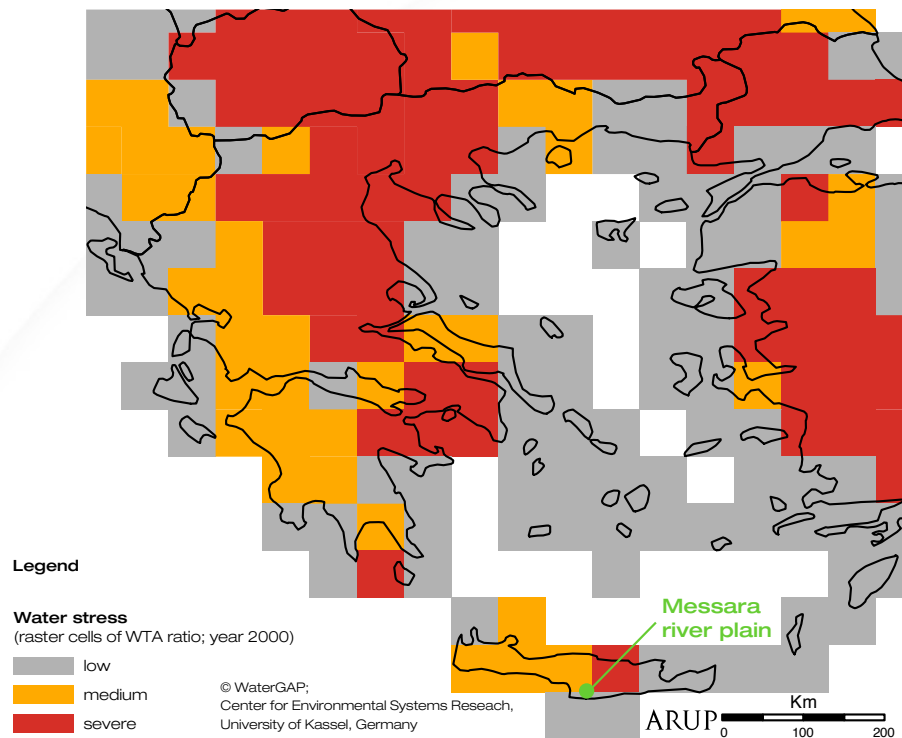 Messara
river plain
Legend
Water stress
(raster cells of WTA ratio; year 2000)
low
medium
severe
© WaterGAP;
Center for Environmental Systems Reseach,
University of Kassel, Germany
ARUP
Km
0 100 200